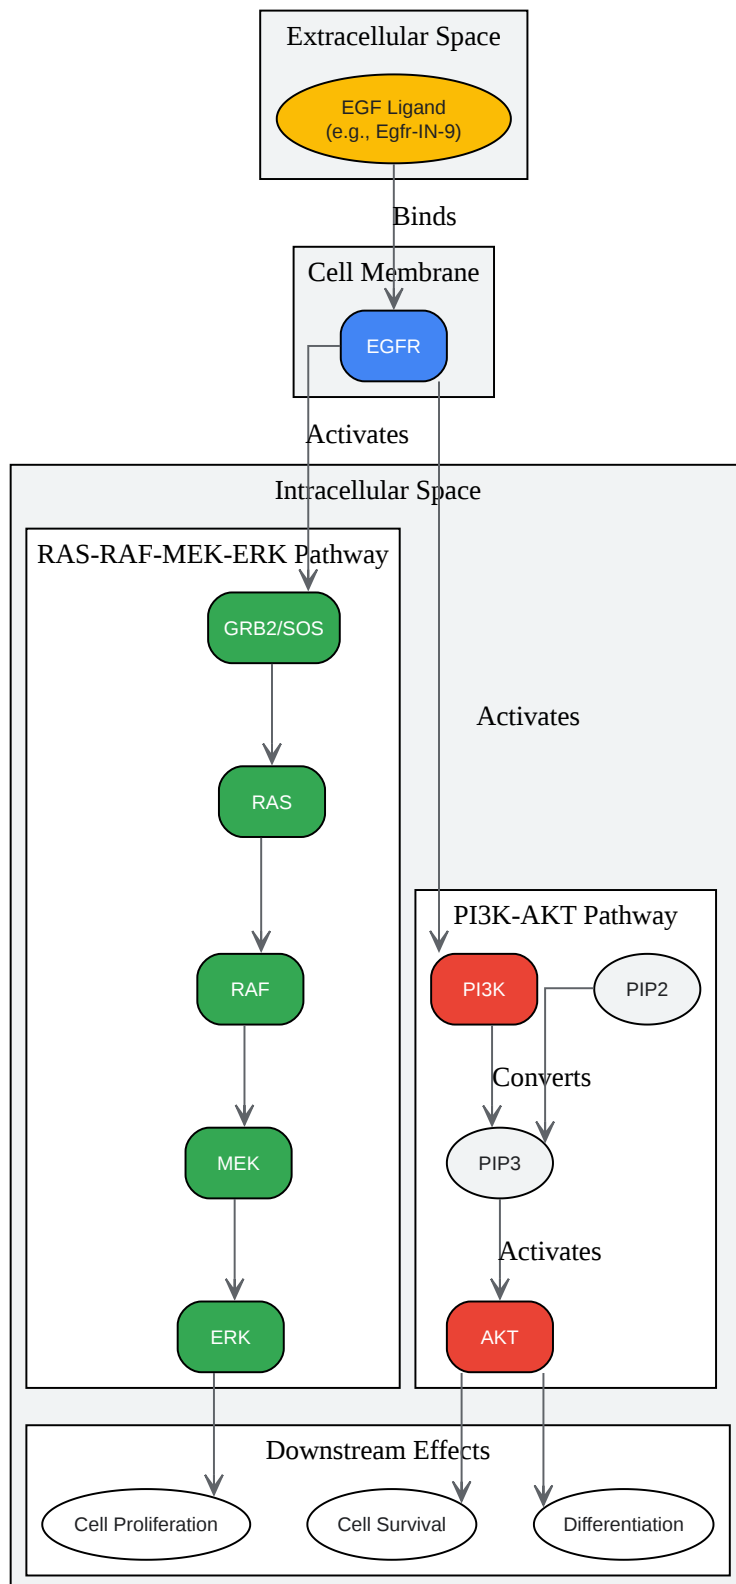 Extracellular Space
EGF Ligand
(e.g., Egfr-IN-9)
Binds
Cell Membrane
EGFR
Activates
Intracellular Space
RAS-RAF-MEK-ERK Pathway
GRB2/SOS
Activates
RAS
PI3K-AKT Pathway
RAF
PI3K
PIP2
Converts
MEK
PIP3
Activates
ERK
AKT
Downstream Effects
Cell Proliferation
Cell Survival
Differentiation